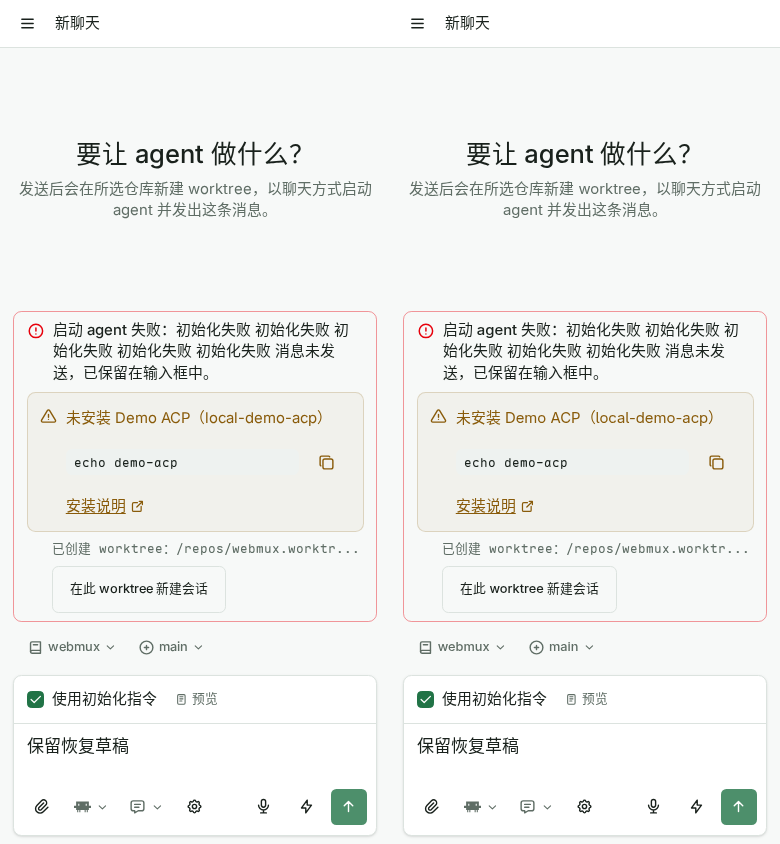 新聊天
要让 agent 做什么？
发送后会在所选仓库新建 worktree，以聊天方式启动
agent 并发出这条消息。
启动 agent 失败：初始化失败 初始化失败 初
始化失败 初始化失败 初始化失败 消息未发
送，已保留在输入框中。
未安装 Demo ACP（local-demo-acp）
echo demo-acp
安装说明
已创建 worktree：/repos/webmux.worktr...
在此 worktree 新建会话
webmux main
使用初始化指令 预览
保留恢复草稿
新聊天
要让 agent 做什么？
发送后会在所选仓库新建 worktree，以聊天方式启动
agent 并发出这条消息。
启动 agent 失败：初始化失败 初始化失败 初
始化失败 初始化失败 初始化失败 消息未发
送，已保留在输入框中。
未安装 Demo ACP（local-demo-acp）
echo demo-acp
安装说明
已创建 worktree：/repos/webmux.worktr...
在此 worktree 新建会话
webmux main
使用初始化指令 预览
保留恢复草稿